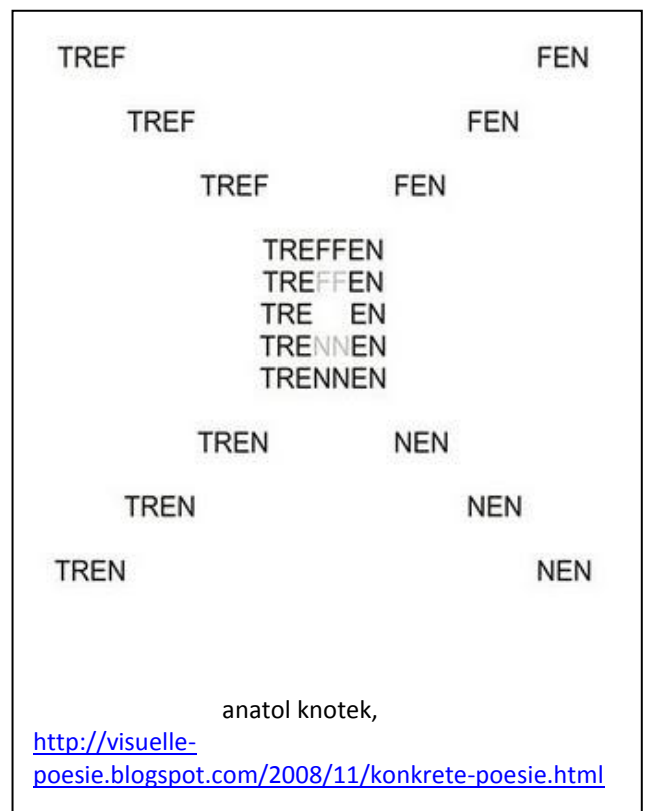 TREF FEN
TREF FEN
TREF FEN
TREFFEN
TREFFEN
TRE EN
TRENNEN
TRENNEN
TREN NEN
TREN NEN
TREN NEN
anatol knotek,
http://visuelle-
poesie.blogspot.com/2008/11/konkrete-poesie.html